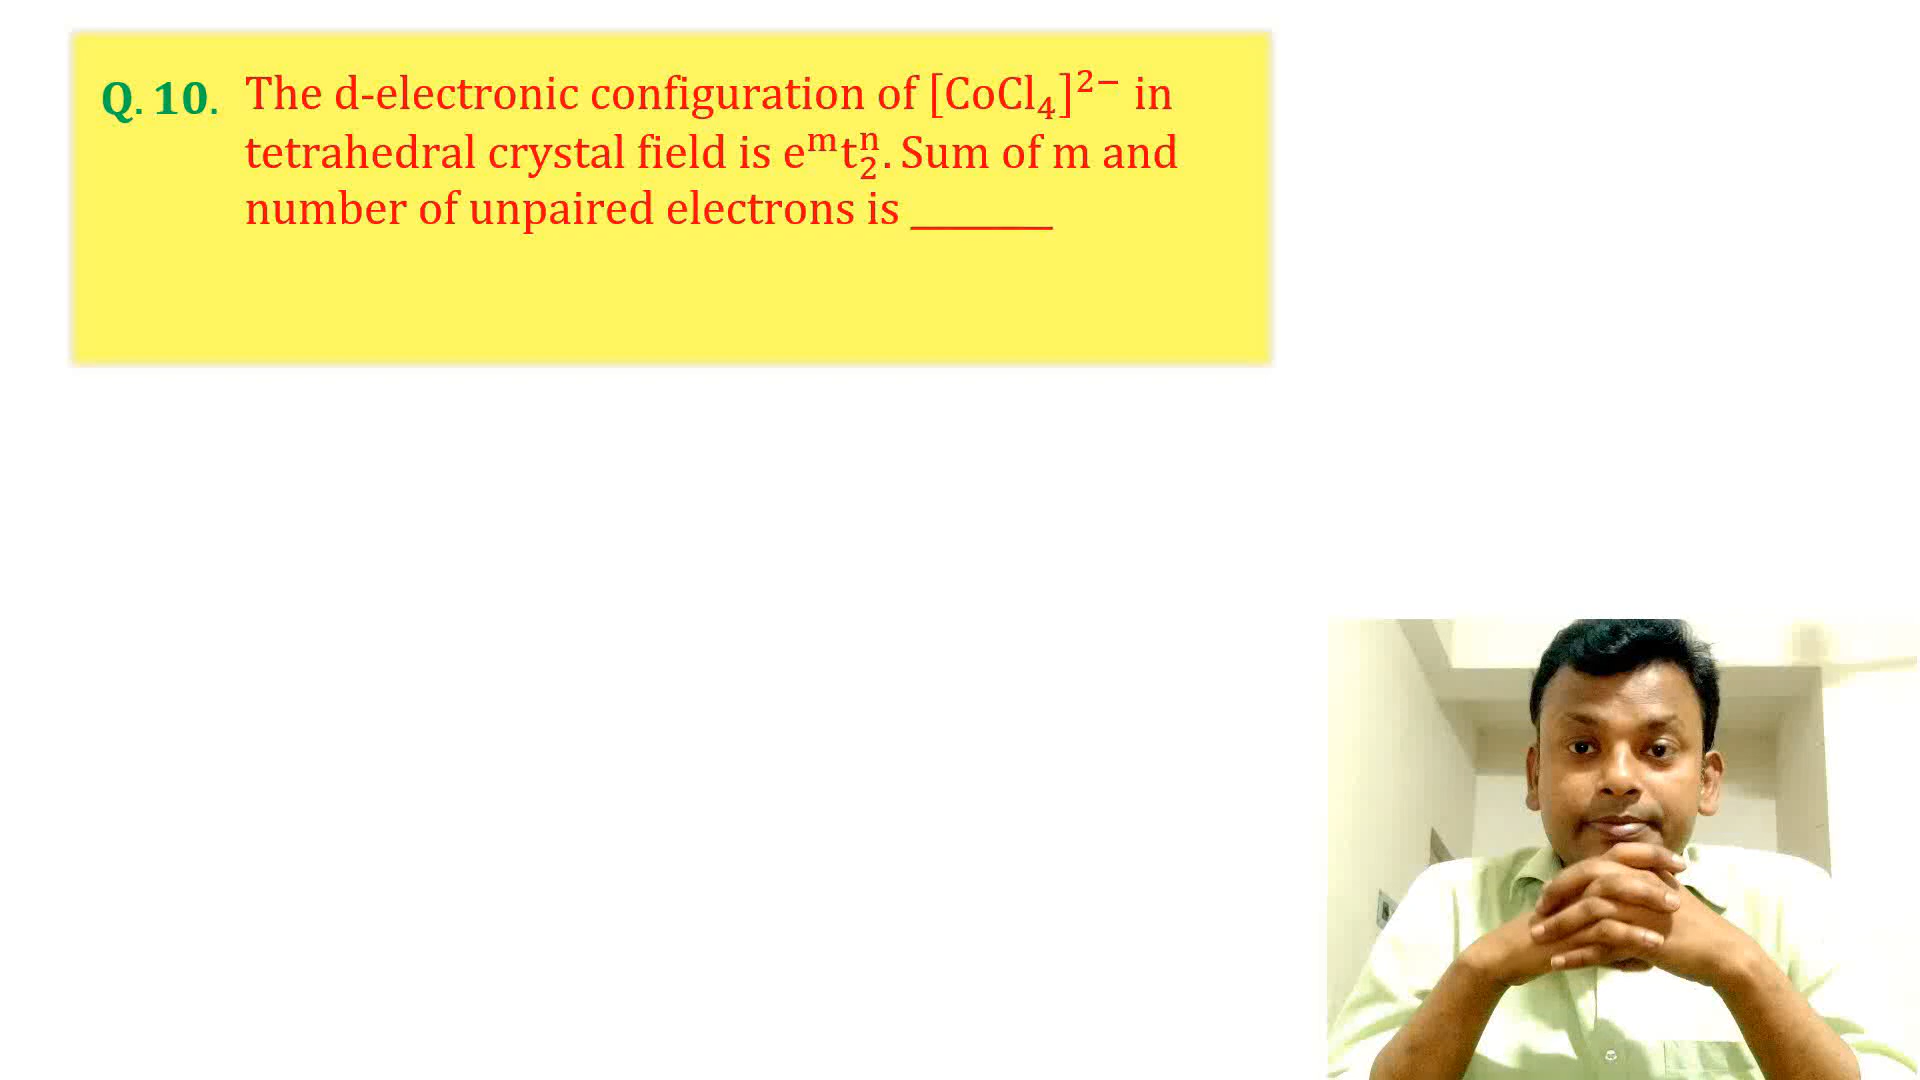 Q. 10. The d-electronic configuration of [CoCl₄]²⁻ in
tetrahedral crystal field is eᵐt₂ⁿ. Sum of m and
number of unpaired electrons is ________